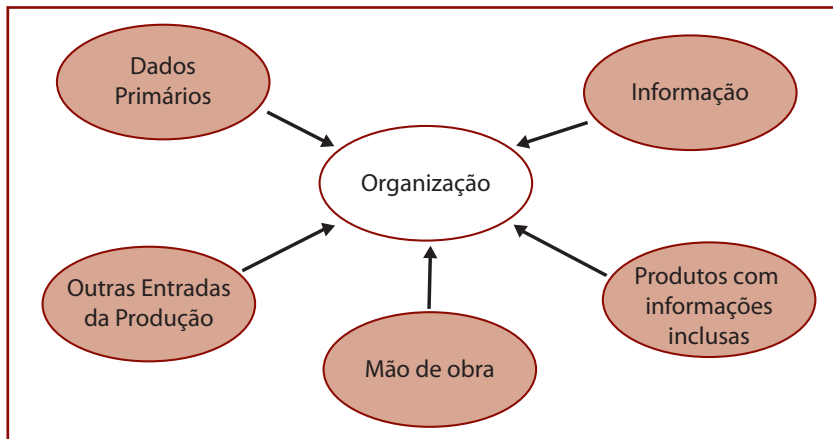 Dados
Primários
Informação
Organização
Outras Entradas
da Produção
Produtos com
informações
inclusas
Mão de obra